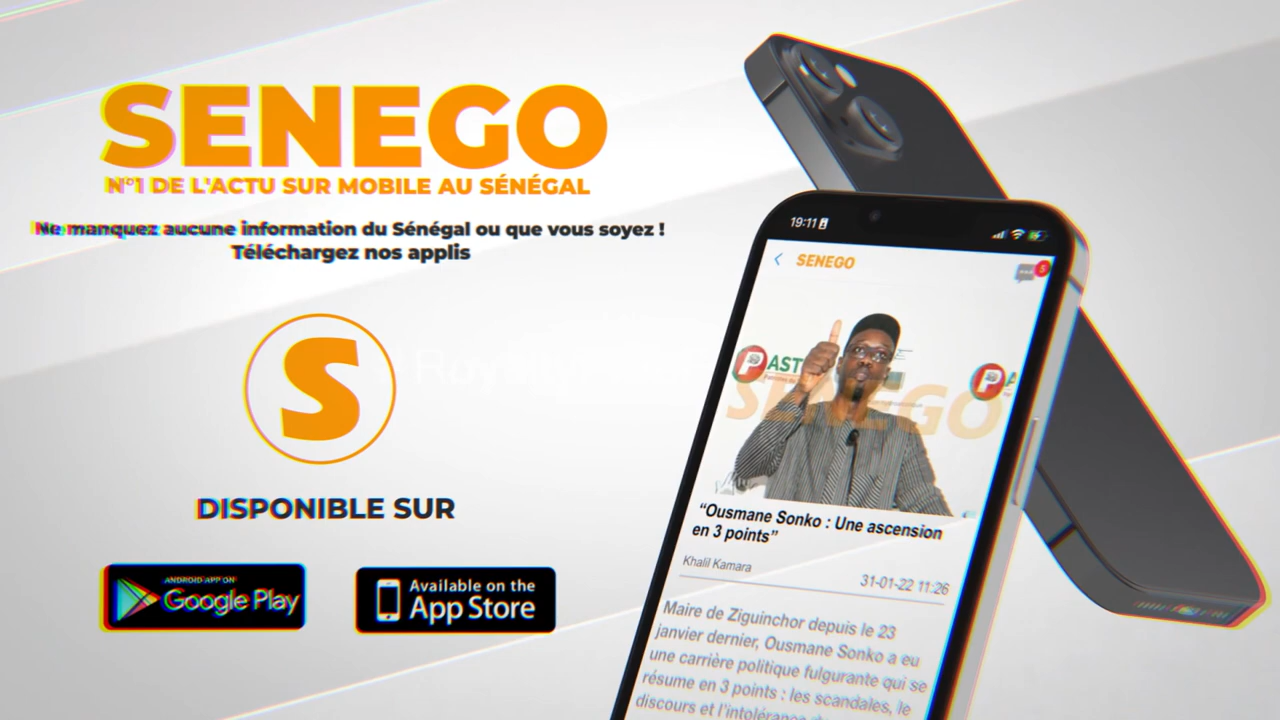 SENEGO
N°1 DE L'ACTU SUR MOBILE AU SÉNÉGAL
Ne manquez aucune information du Sénégal ou que vous soyez !
Téléchargez nos applis
S
DISPONIBLE SUR
ANDROID APP ON
Google Play
Available on the
App Store
19:11
SENEGO
5
P AST
P
SENEGO
“Ousmane Sonko : Une ascension
en 3 points”
Khalil Kamara
31-01-22 11:26
Maire de Ziguinchor depuis le 23
janvier dernier, Ousmane Sonko a eu
une carrière politique fulgurante qui se
résume en 3 points : les scandales, le
discours et l'intolérance